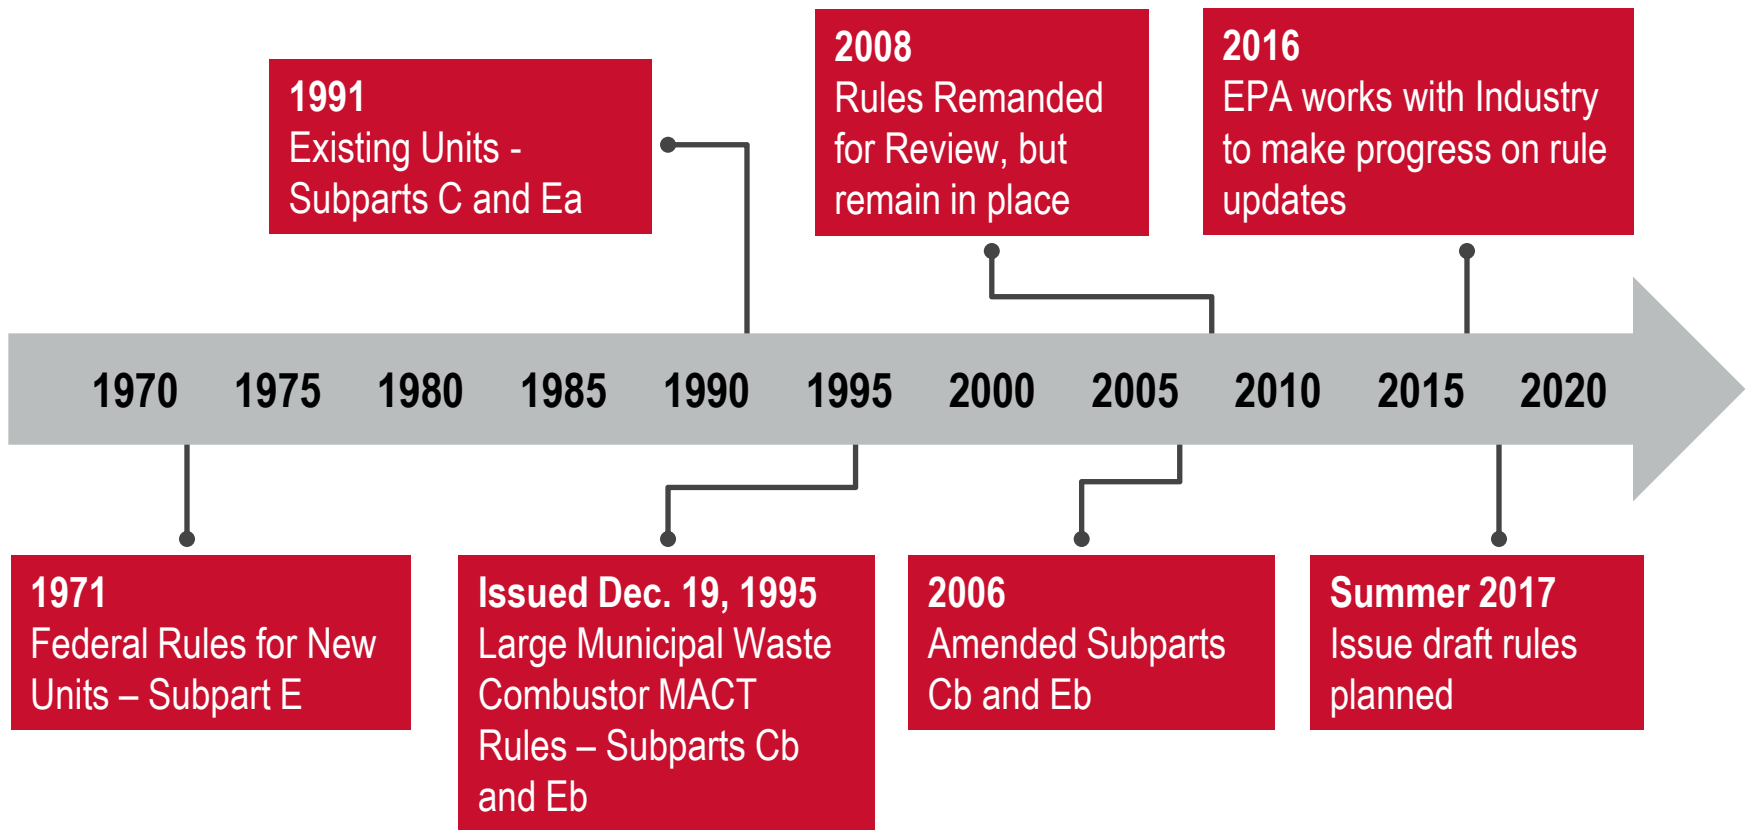 1991
Existing Units -
Subparts C and Ea
2008
Rules Remanded
for Review, but
remain in place
2016
EPA works with Industry
to make progress on rule
updates
1970 1975 1980 1985 1990 1995 2000 2005 2010 2015 2020
1971
Federal Rules for New
Units – Subpart E
Issued Dec. 19, 1995
Large Municipal Waste
Combustor MACT
Rules – Subparts Cb
and Eb
2006
Amended Subparts
Cb and Eb
Summer 2017
Issue draft rules
planned